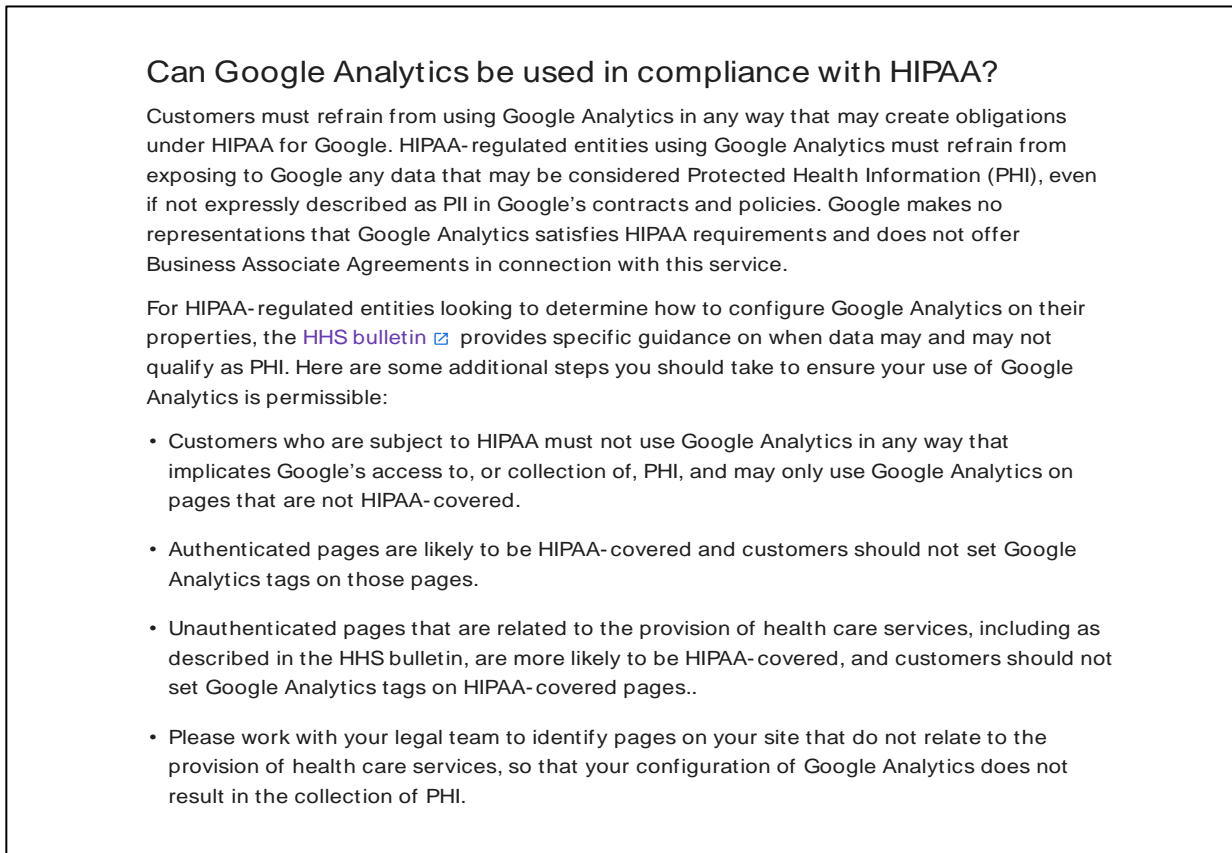 Can Google Analytics be used in compliance with HIPAA?
Customers must refrain from using Google Analytics in any way that may create obligations
under HIPAA for Google. HIPAA-regulated entities using Google Analytics must refrain from
exposing to Google any data that may be considered Protected Health Information (PHI), even
if not expressly described as PII in Google's contracts and policies. Google makes no
representations that Google Analytics satisfies HIPAA requirements and does not offer
Business Associate Agreements in connection with this service.
For HIPAA-regulated entities looking to determine how to configure Google Analytics on their
properties, the HHS bulletin provides specific guidance on when data may and may not
qualify as PHI. Here are some additional steps you should take to ensure your use of Google
Analytics is permissible:
• Customers who are subject to HIPAA must not use Google Analytics in any way that
implicates Google's access to, or collection of, PHI, and may only use Google Analytics on
pages that are not HIPAA-covered.
• Authenticated pages are likely to be HIPAA-covered and customers should not set Google
Analytics tags on those pages.
• Unauthenticated pages that are related to the provision of health care services, including as
described in the HHS bulletin, are more likely to be HIPAA-covered, and customers should not
set Google Analytics tags on HIPAA-covered pages..
• Please work with your legal team to identify pages on your site that do not relate to the
provision of health care services, so that your configuration of Google Analytics does not
result in the collection of PHI.